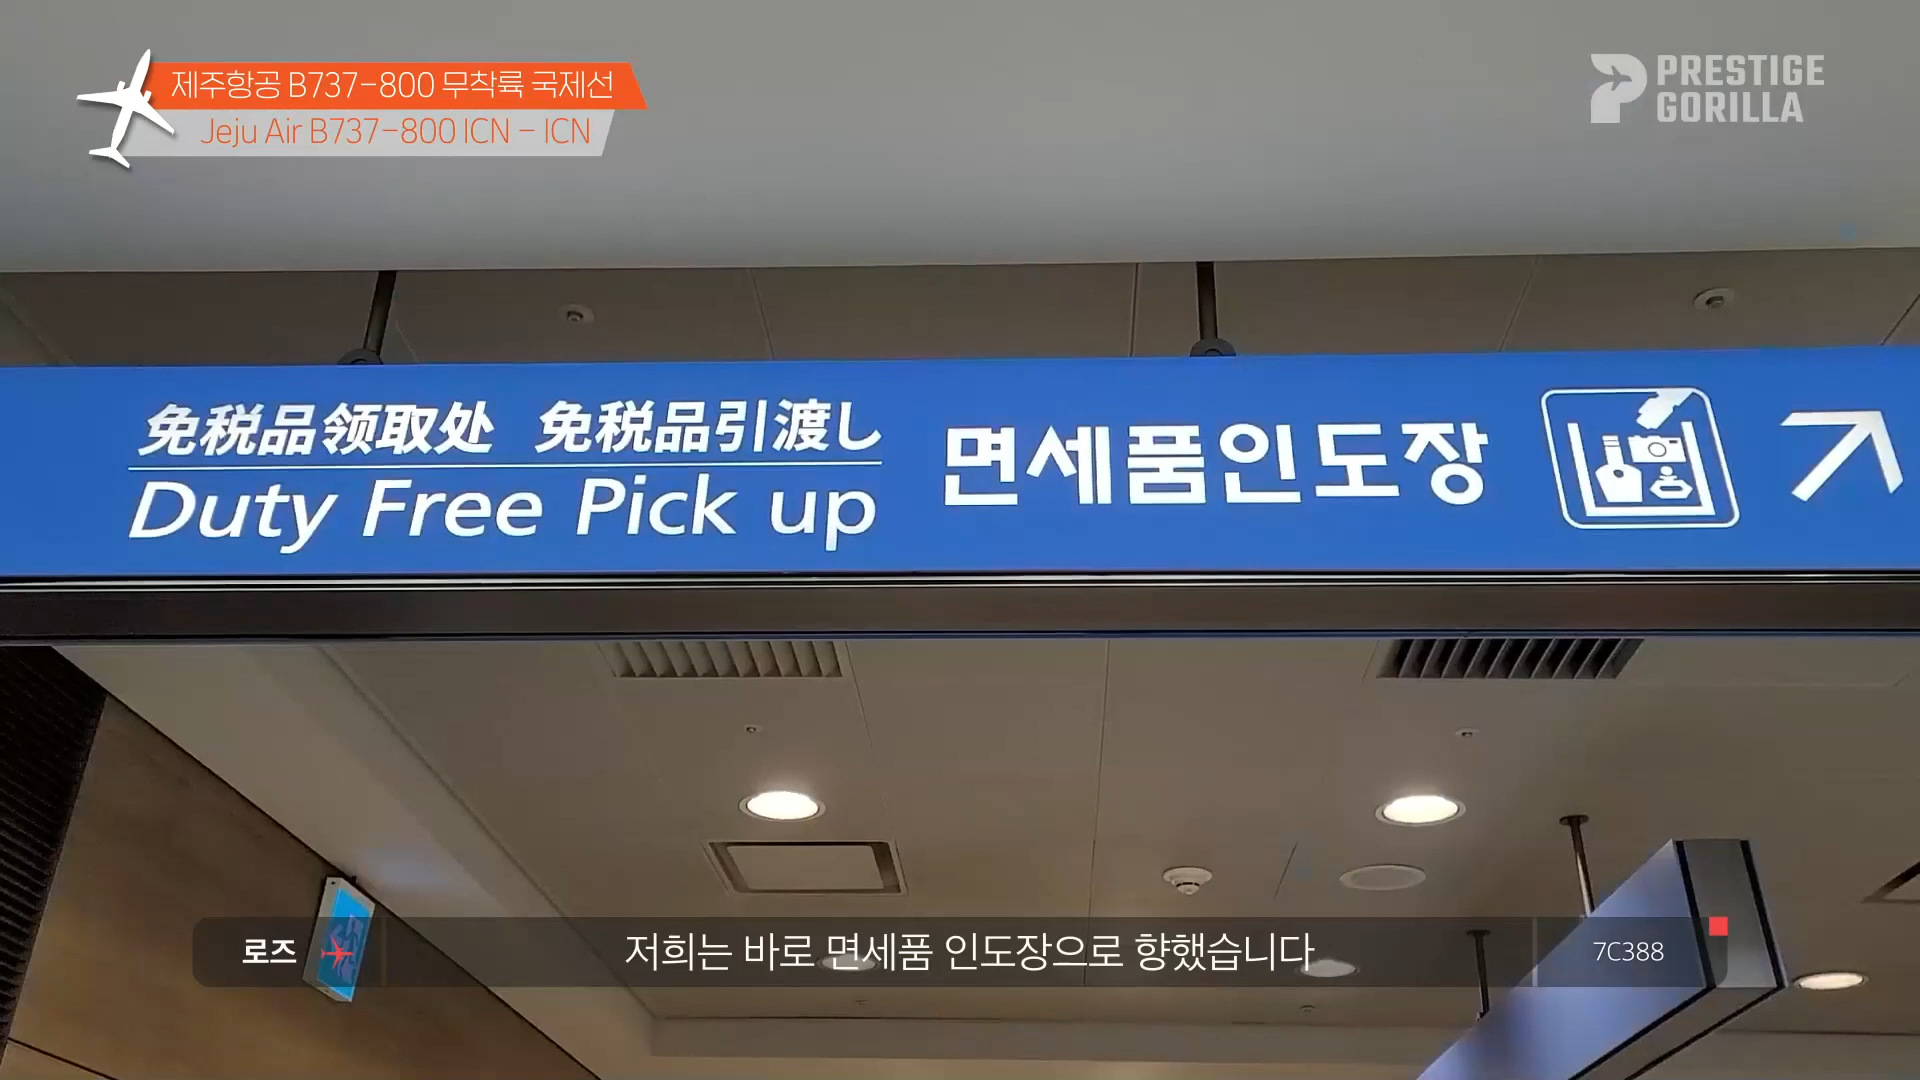 제주항공 B737-800 무착륙 국제선
Jeju Air B737-800 ICN - ICN
PRESTIGE
GORILLA
免税品领取处 免税品引渡し
Duty Free Pick up
면세품인도장
로즈
저희는 바로 면세품 인도장으로 향했습니다
7C388